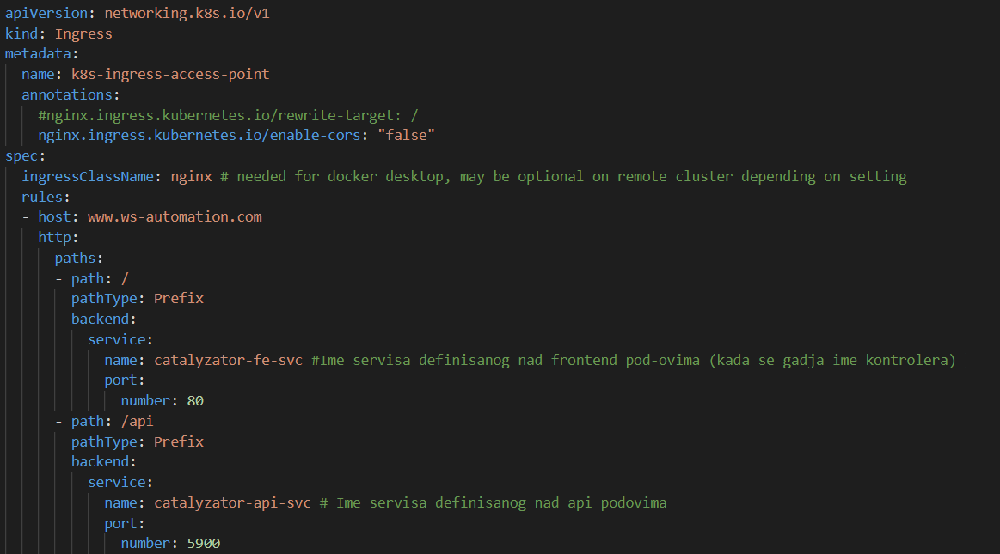 apiVersion: networking.k8s.io/v1
kind: Ingress
metadata:
  name: k8s-ingress-access-point
  annotations:
    #nginx.ingress.kubernetes.io/rewrite-target: /
    nginx.ingress.kubernetes.io/enable-cors: "false"
spec:
  ingressClassName: nginx # needed for docker desktop, may be optional on remote cluster depending on setting
  rules:
  - host: www.ws-automation.com
    http:
      paths:
      - path: /
        pathType: Prefix
        backend:
          service:
            name: catalyzator-fe-svc #Ime servisa definisanog nad frontend pod-ovima (kada se gadja ime kontrolera)
            port:
              number: 80
      - path: /api
        pathType: Prefix
        backend:
          service:
            name: catalyzator-api-svc # Ime servisa definisanog nad api podovima
            port:
              number: 5900